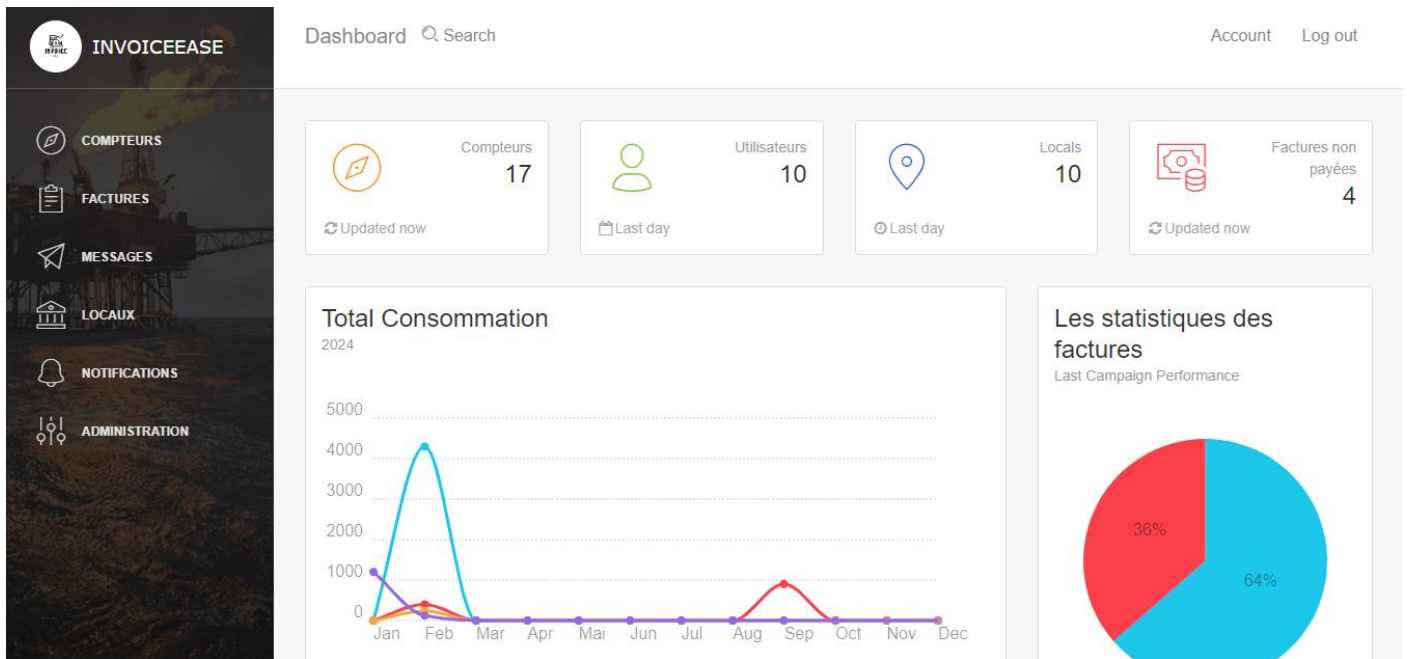 INVOICEEASE
COMPTEURS
FACTURES
MESSAGES
LOCAUX
NOTIFICATIONS
ADMINISTRATION
Dashboard Search Account Log out
Compteurs
17
Updated now
Utilisateurs
10
Last day
Locals
10
Last day
Factures non
payées
4
Updated now
Total Consommation
2024
5000
4000
3000
2000
1000
0
Jan Feb Mar Apr Mai Jun Jul Aug Sep Oct Nov Dec
Les statistiques des
factures
Last Campaign Performance
36%
64%